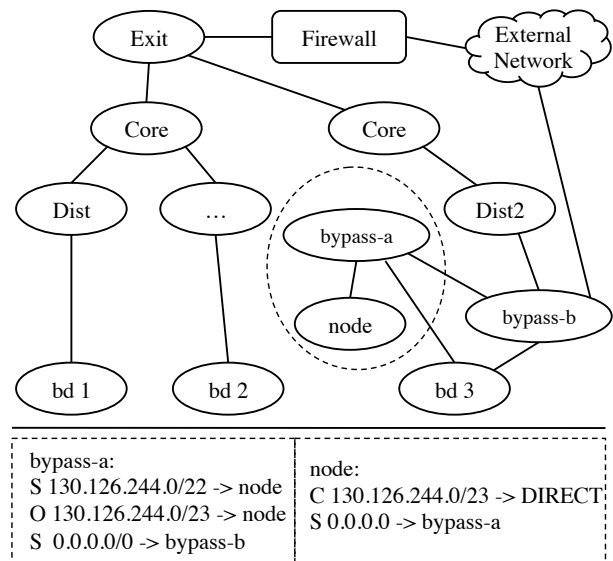 Exit
Firewall
External
Network
Core
Core
Dist
…
bypass-a
Dist2
node
bypass-b
bd 1
bd 2
bd 3
bypass-a:
S 130.126.244.0/22 -> node
O 130.126.244.0/23 -> node
S  0.0.0.0/0 -> bypass-b
node:
C 130.126.244.0/23 -> DIRECT
S 0.0.0.0 -> bypass-a